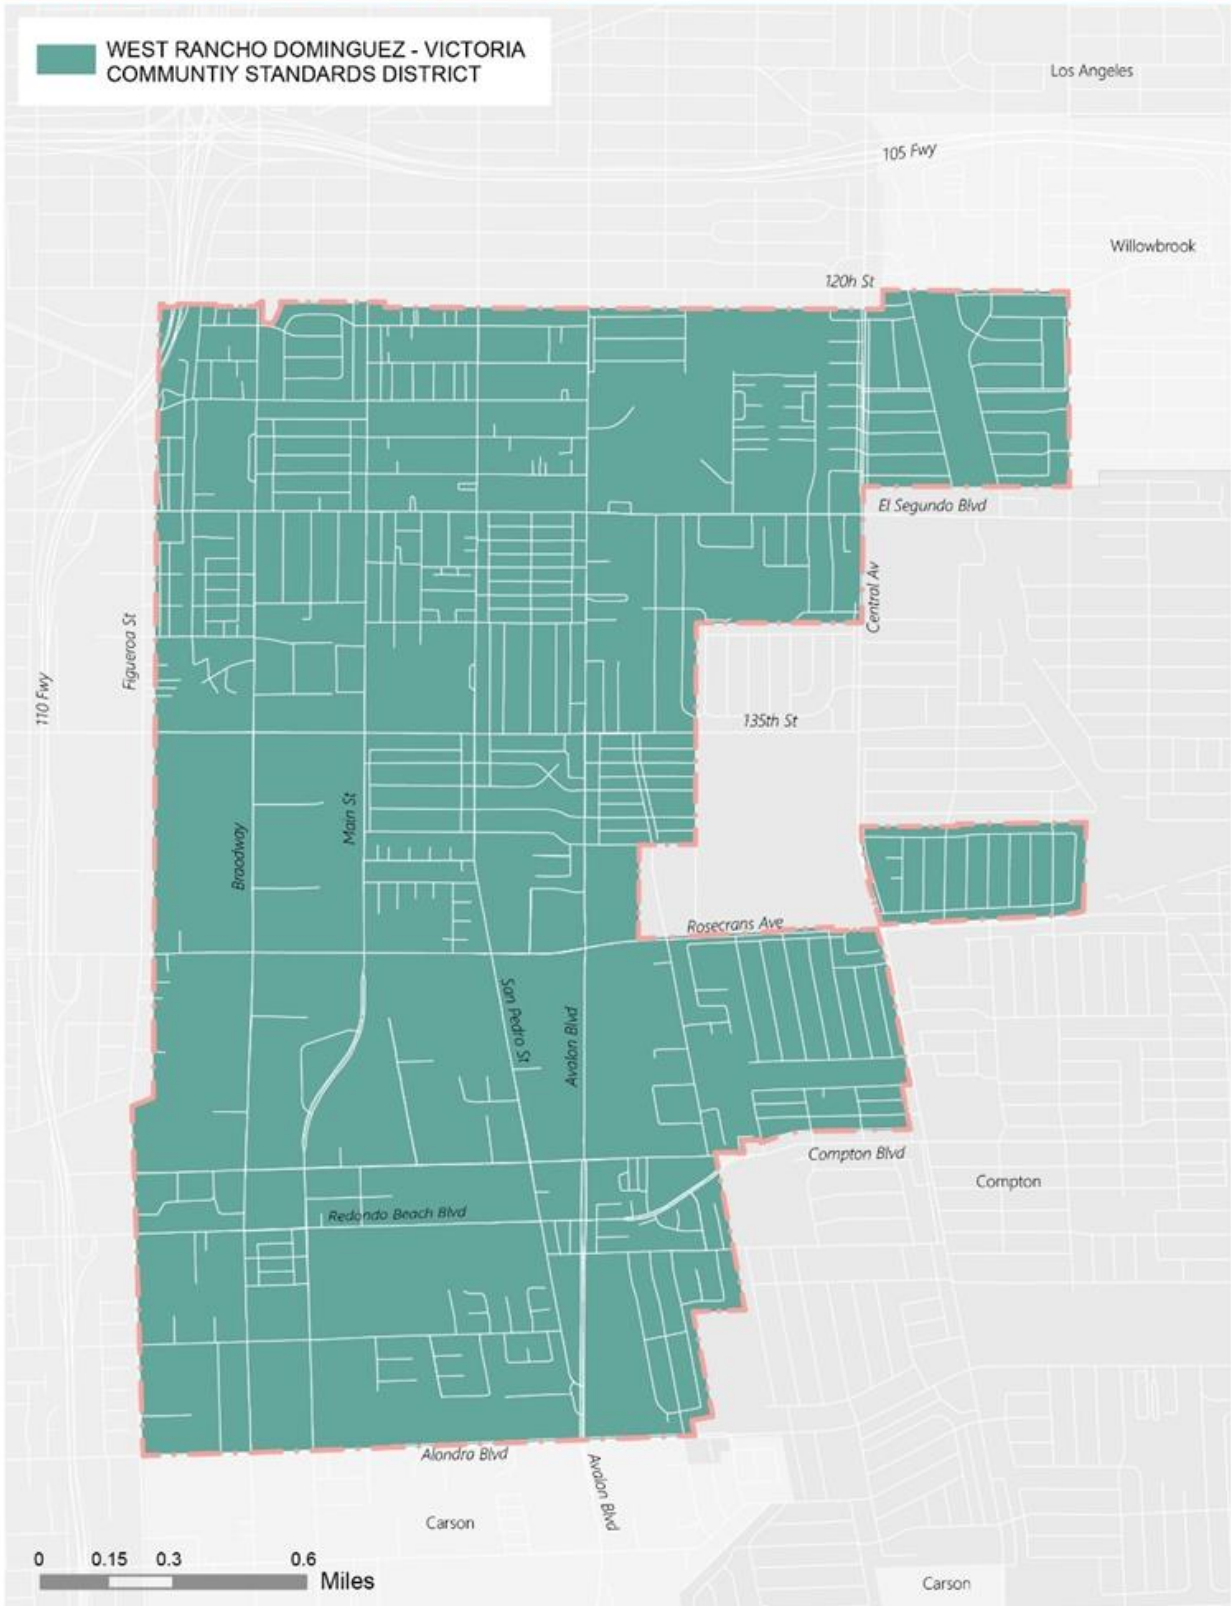 WEST RANCHO DOMINGUEZ - VICTORIA
COMMUNTIY STANDARDS DISTRICT
Los Angeles
105 Fwy
Willowbrook
120h St
El Segundo Blvd
Central Av
Figueroa St
110 Fwy
135th St
Main St
Broadway
Rosecrans Ave
San Pedro St
Avalon Blvd
Compton Blvd
Compton
Redondo Beach Blvd
Alondra Blvd
Avalon Blvd
Carson
0 0.15 0.3 0.6
Miles
Carson